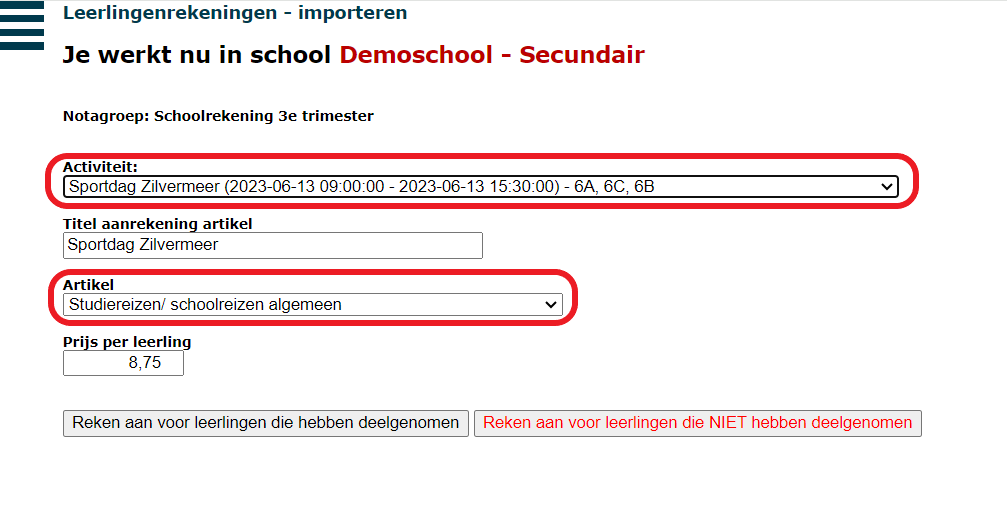 Leerlingenrekeningen - importeren
Je werkt nu in school Demoschool - Secundair
Notagroep: Schoolrekening 3e trimester
Activiteit:
Sportdag Zilvermeer (2023-06-13 09:00:00 - 2023-06-13 15:30:00) - 6A, 6C, 6B
Titel aanrekening artikel
Sportdag Zilvermeer
Artikel
Studiereizen/ schoolreizen algemeen
Prijs per leerling
8,75
Reken aan voor leerlingen die hebben deelgenomen Reken aan voor leerlingen die NIET hebben deelgenomen